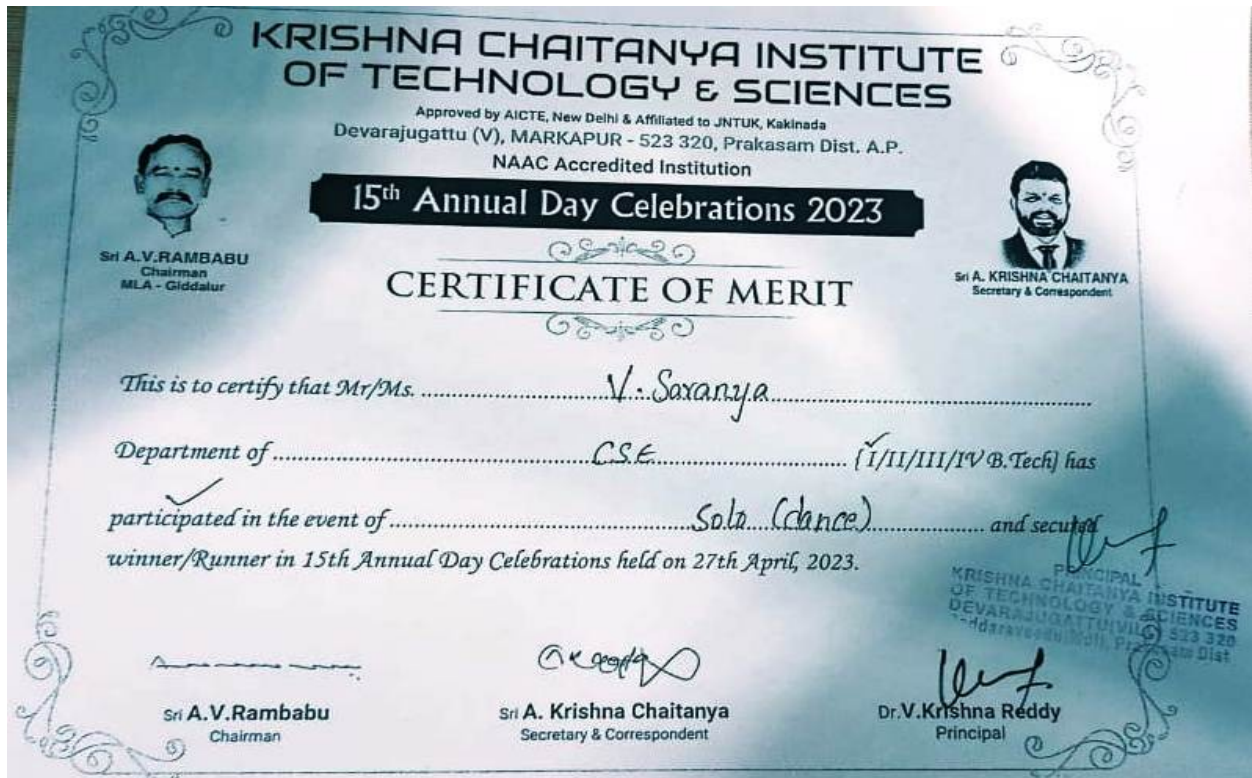 KRISHNA CHAITANYA INSTITUTE
OF TECHNOLOGY & SCIENCES
Approved by AICTE, New Delhi & Affiliated to JNTUK, Kakinada
Devarajugattu (V), MARKAPUR - 523 320, Prakasam Dist. A.P.
NAAC Accredited Institution
15th Annual Day Celebrations 2023
Sri A.V.RAMBABU
Chairman
MLA - Giddalur
Sri A. KRISHNA CHAITANYA
Secretary & Correspondent
CERTIFICATE OF MERIT
This is to certify that Mr/Ms. V. Saranya
Department of CSE {I/II/III/IV B.Tech} has
participated in the event of Solo (dance) and secured
winner/Runner in 15th Annual Day Celebrations held on 27th April, 2023.
PRINCIPAL
KRISHNA CHAITANYA INSTITUTE
OF TECHNOLOGY & SCIENCES
DEVARAJUGATTU(VIL) 523 320
Prakasam Dist
Sri A.V.Rambabu
Chairman
Sri A. Krishna Chaitanya
Secretary & Correspondent
Dr.V.Krishna Reddy
Principal